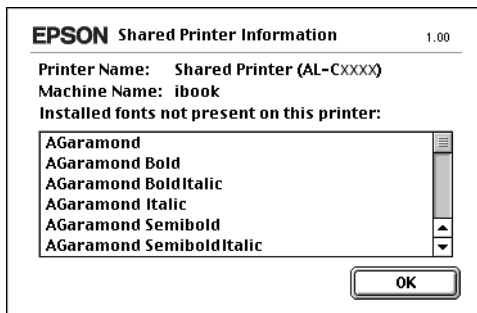 EPSON Shared Printer Information 1.00
Printer Name: Shared Printer (AL-CXXXX)
Machine Name: ibook
Installed fonts not present on this printer:
AGaramond
AGaramond Bold
AGaramond BoldItalic
AGaramond Italic
AGaramond Semibold
AGaramond SemiboldItalic
OK